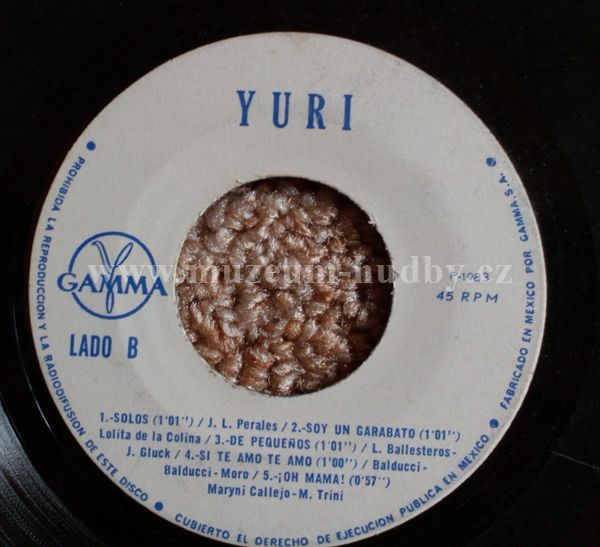 YURI
GAMMA
LADO B
P-1983
45 RPM
www.muzeum-hudby.cz
1.-SOLOS (1'01'') / J. L. Perales / 2.-SOY UN GARABATO (1'01'')
Lolita de la Colina / 3.-DE PEQUEÑOS (1'01'') / L. Ballesteros-
J. Gluck / 4.-SI TE AMO TE AMO (1'00'') / Balducci-
Balducci-Moro / 5.-¡OH MAMA! (0'57'')
Maryni Callejo-M. Trini
• PROHIBIDA LA REPRODUCCION Y LA RADIODIFUSION DE ESTE DISCO •
CUBIERTO EL DERECHO DE EJECUCION PUBLICA EN MEXICO •
FABRICADO EN MEXICO POR GAMMA, S.A. •